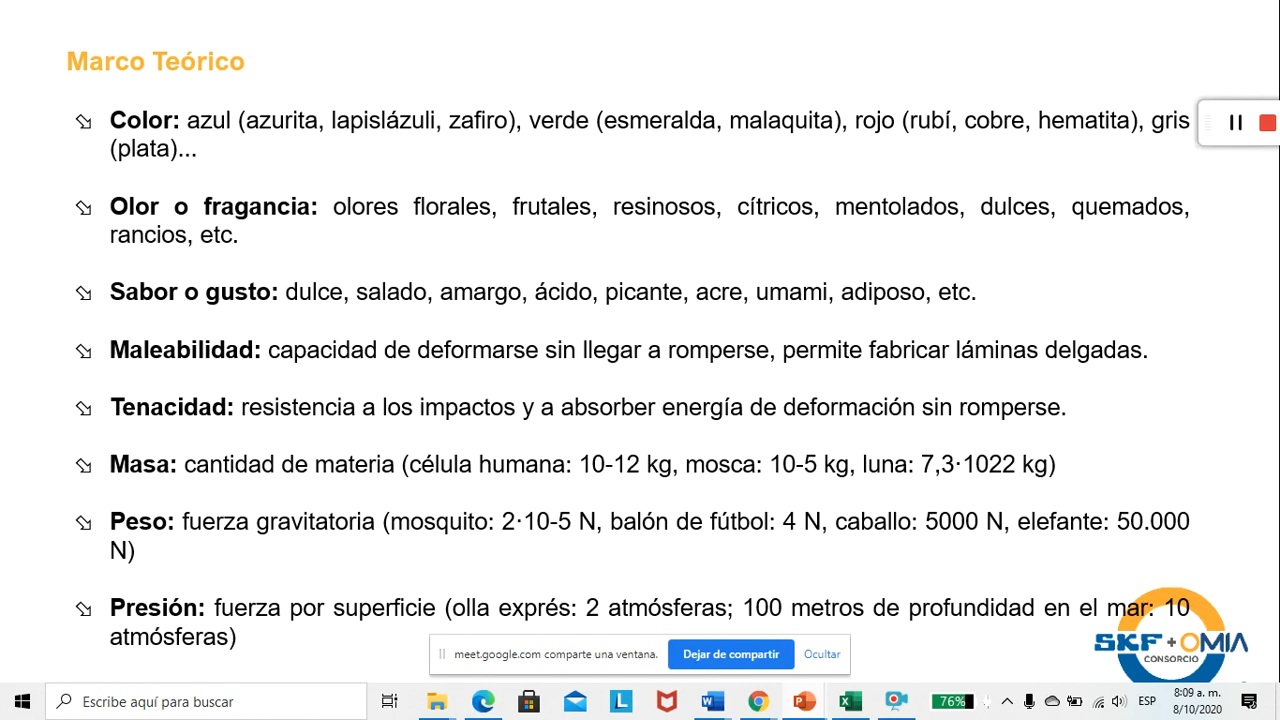 Marco Teórico
Color: azul (azurita, lapislázuli, zafiro), verde (esmeralda, malaquita), rojo (rubí, cobre, hematita), gris
(plata)...
Olor o fragancia: olores florales, frutales, resinosos, cítricos, mentolados, dulces, quemados,
rancios, etc.
Sabor o gusto: dulce, salado, amargo, ácido, picante, acre, umami, adiposo, etc.
Maleabilidad: capacidad de deformarse sin llegar a romperse, permite fabricar láminas delgadas.
Tenacidad: resistencia a los impactos y a absorber energía de deformación sin romperse.
Masa: cantidad de materia (célula humana: 10-12 kg, mosca: 10-5 kg, luna: 7,3·1022 kg)
Peso: fuerza gravitatoria (mosquito: 2·10-5 N, balón de fútbol: 4 N, caballo: 5000 N, elefante: 50.000
N)
Presión: fuerza por superficie (olla exprés: 2 atmósferas; 100 metros de profundidad en el mar: 10
atmósferas)
SKF + OMIA
CONSORCIO
meet.google.com comparte una ventana. Dejar de compartir Ocultar
Escribe aquí para buscar
76%
ESP
8:09 a. m.
8/10/2020